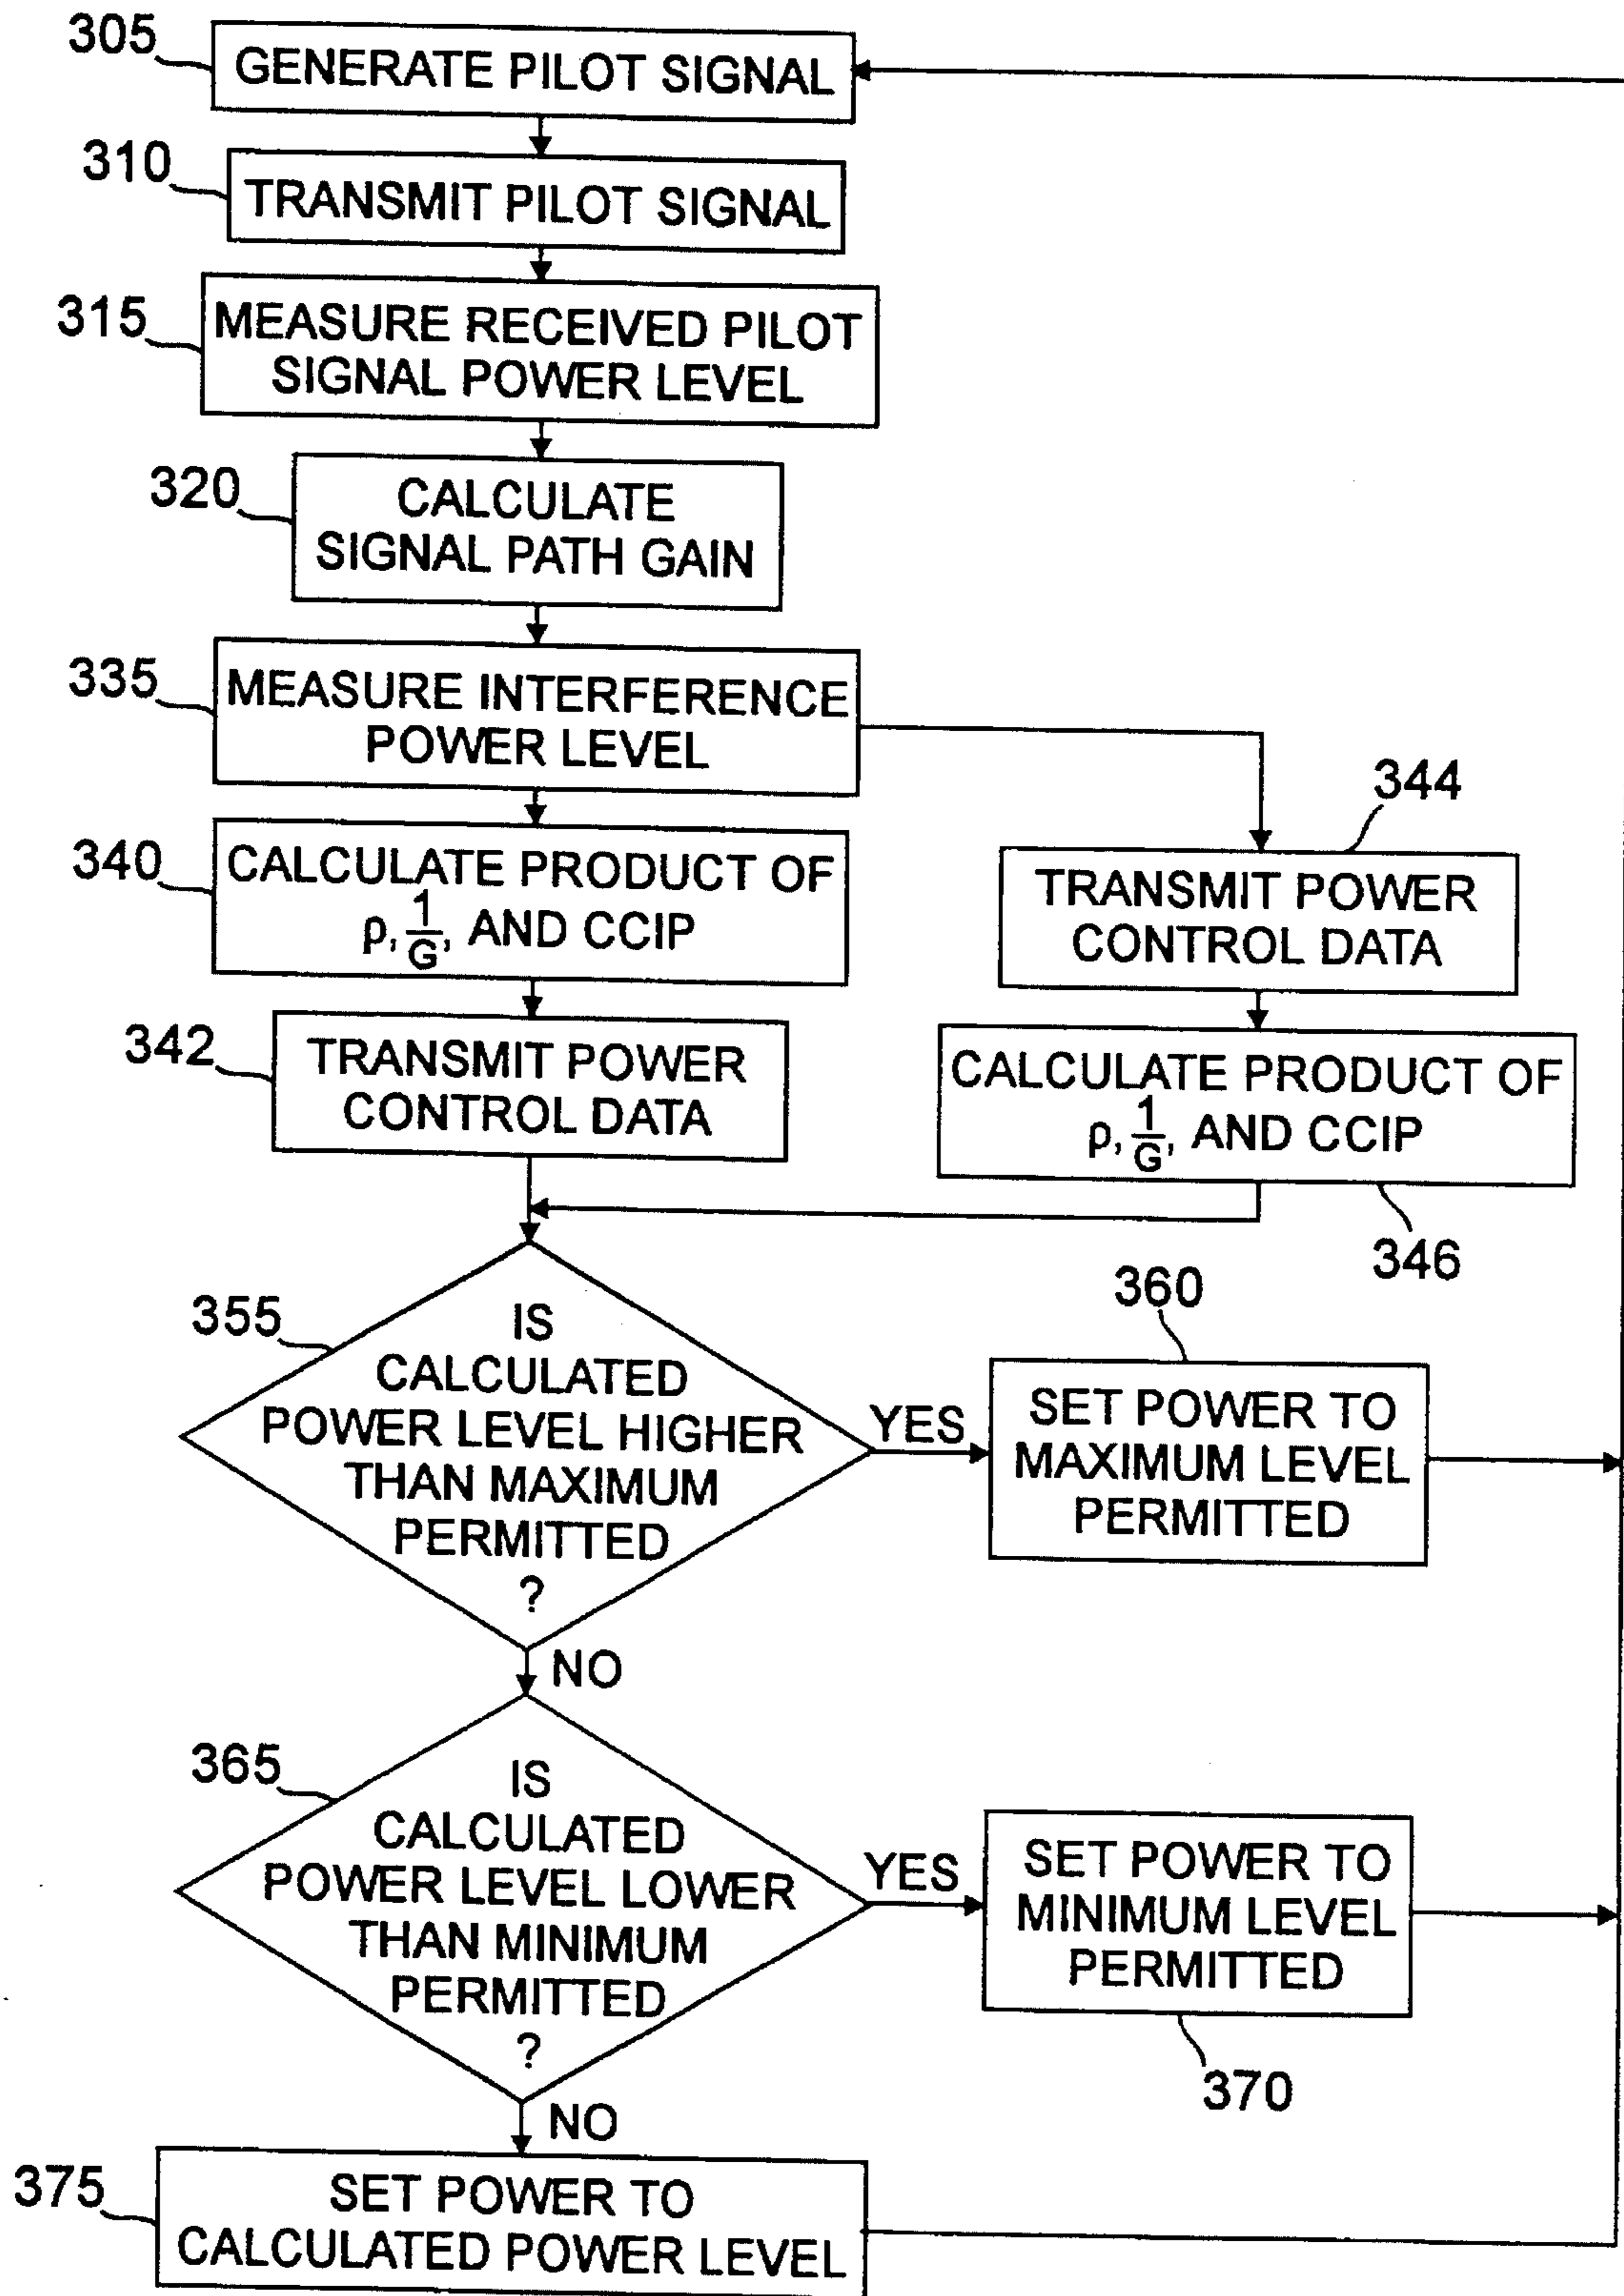 305
GENERATE PILOT SIGNAL
310
TRANSMIT PILOT SIGNAL
315
MEASURE RECEIVED PILOT
SIGNAL POWER LEVEL
320
CALCULATE
SIGNAL PATH GAIN
335
MEASURE INTERFERENCE
POWER LEVEL
340
CALCULATE PRODUCT OF
ρ, 1/G, AND CCIP
342
TRANSMIT POWER
CONTROL DATA
344
TRANSMIT POWER
CONTROL DATA
CALCULATE PRODUCT OF
ρ, 1/G, AND CCIP
346
355
IS
CALCULATED
POWER LEVEL HIGHER
THAN MAXIMUM
PERMITTED
?
YES
360
SET POWER TO
MAXIMUM LEVEL
PERMITTED
NO
365
IS
CALCULATED
POWER LEVEL LOWER
THAN MINIMUM
PERMITTED
?
YES
SET POWER TO
MINIMUM LEVEL
PERMITTED
370
NO
375
SET POWER TO
CALCULATED POWER LEVEL